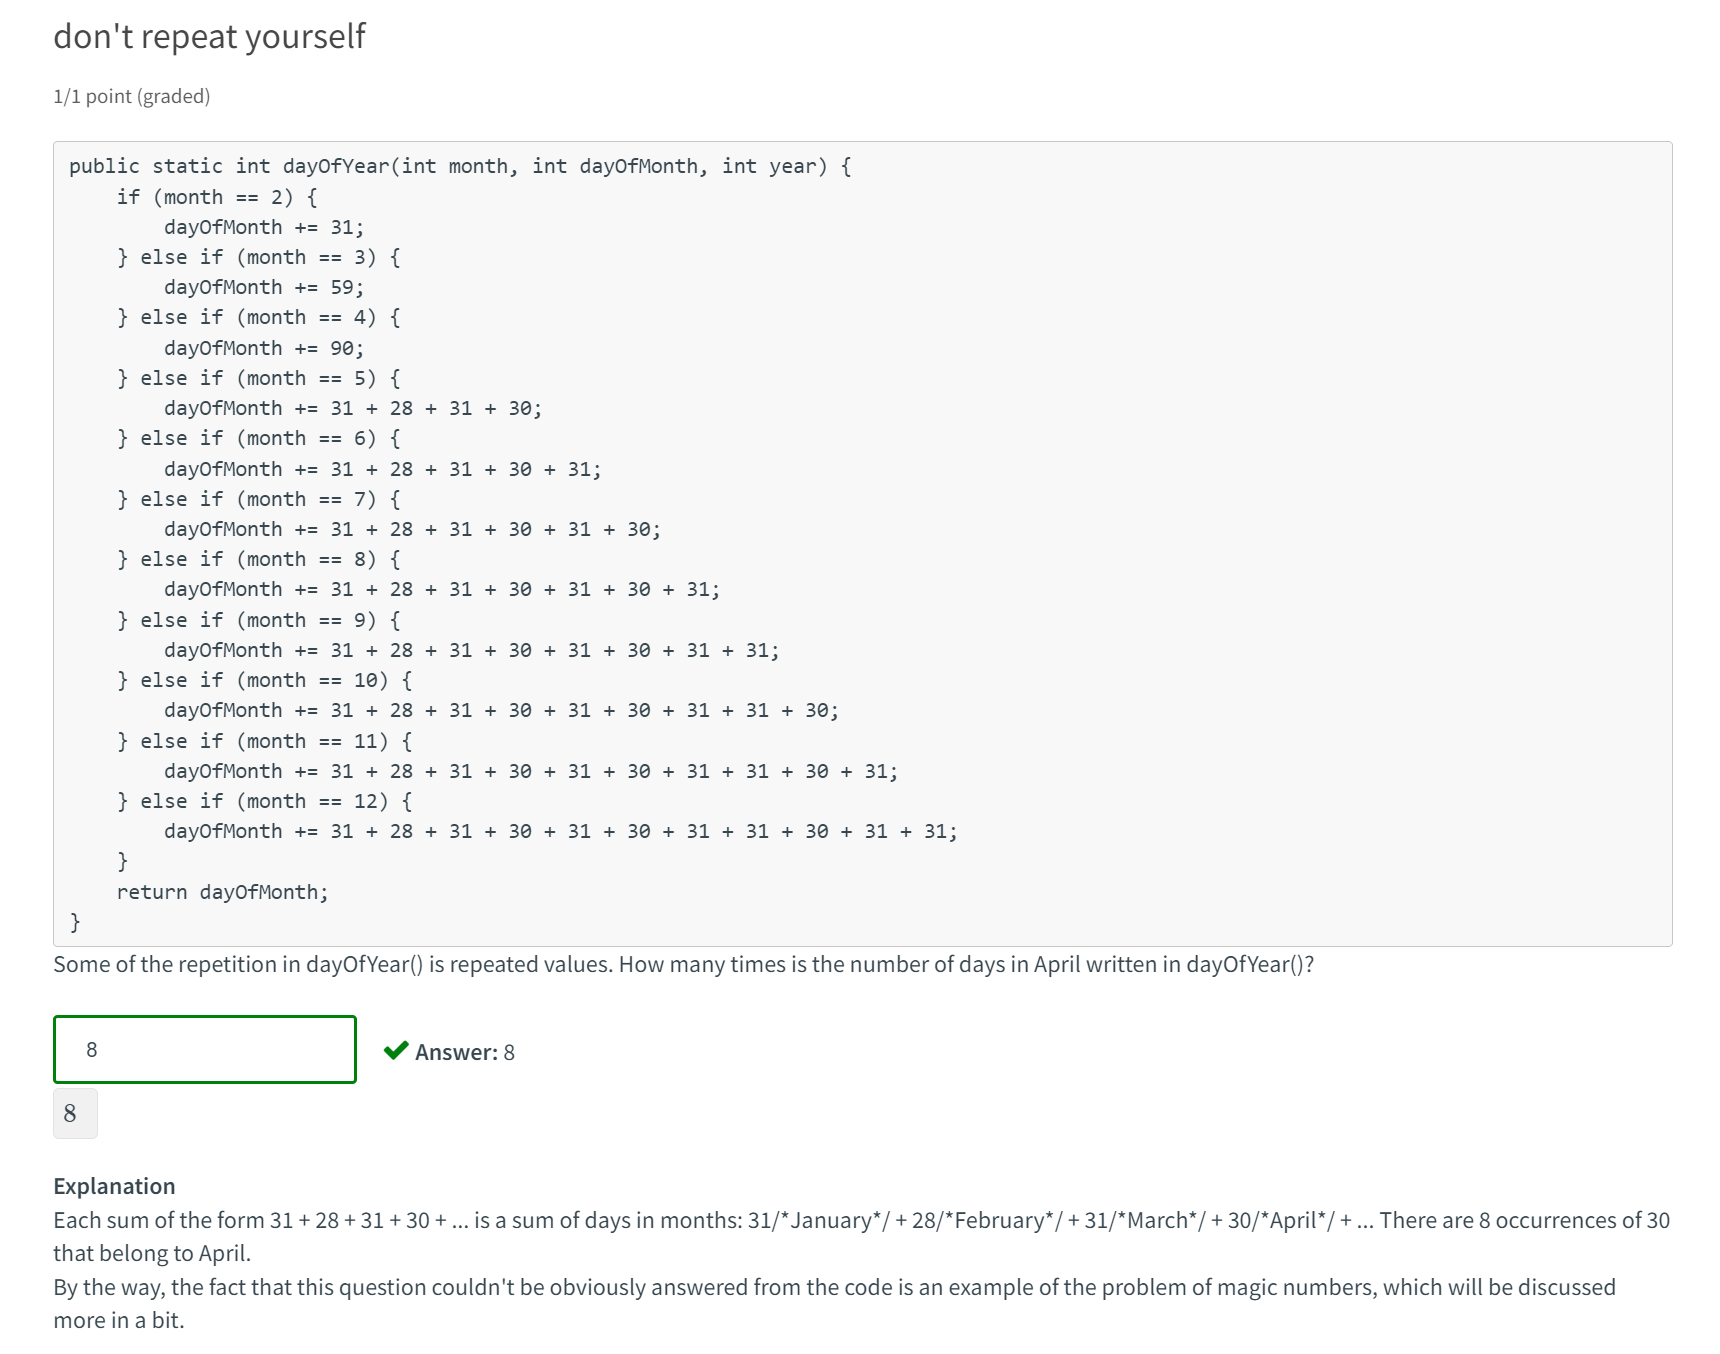 don't repeat yourself
1/1 point (graded)
public static int dayOfYear(int month, int dayOfMonth, int year) {
    if (month == 2) {
        dayOfMonth += 31;
    } else if (month == 3) {
        dayOfMonth += 59;
    } else if (month == 4) {
        dayOfMonth += 90;
    } else if (month == 5) {
        dayOfMonth += 31 + 28 + 31 + 30;
    } else if (month == 6) {
        dayOfMonth += 31 + 28 + 31 + 30 + 31;
    } else if (month == 7) {
        dayOfMonth += 31 + 28 + 31 + 30 + 31 + 30;
    } else if (month == 8) {
        dayOfMonth += 31 + 28 + 31 + 30 + 31 + 30 + 31;
    } else if (month == 9) {
        dayOfMonth += 31 + 28 + 31 + 30 + 31 + 30 + 31 + 31;
    } else if (month == 10) {
        dayOfMonth += 31 + 28 + 31 + 30 + 31 + 30 + 31 + 31 + 30;
    } else if (month == 11) {
        dayOfMonth += 31 + 28 + 31 + 30 + 31 + 30 + 31 + 31 + 30 + 31;
    } else if (month == 12) {
        dayOfMonth += 31 + 28 + 31 + 30 + 31 + 30 + 31 + 31 + 30 + 31 + 31;
    }
    return dayOfMonth;
}
Some of the repetition in dayOfYear() is repeated values. How many times is the number of days in April written in dayOfYear()?
8
Answer: 8
8
Explanation
Each sum of the form 31 + 28 + 31 + 30 + ... is a sum of days in months: 31/*January*/ + 28/*February*/ + 31/*March*/ + 30/*April*/ + ... There are 8 occurrences of 30
that belong to April.
By the way, the fact that this question couldn't be obviously answered from the code is an example of the problem of magic numbers, which will be discussed
more in a bit.